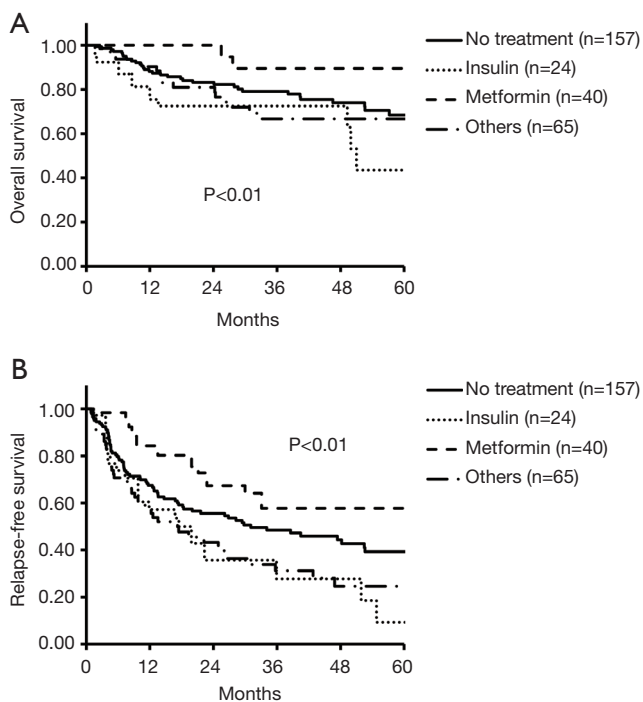 A
1.00
0.80
0.60
0.40
0.20
0.00
Overall survival
P<0.01
0 12 24 36 48 60
Months
No treatment (n=157)
Insulin (n=24)
Metformin (n=40)
Others (n=65)
B
1.00
0.80
0.60
0.40
0.20
0.00
Relapse-free survival
P<0.01
0 12 24 36 48 60
Months
No treatment (n=157)
Insulin (n=24)
Metformin (n=40)
Others (n=65)